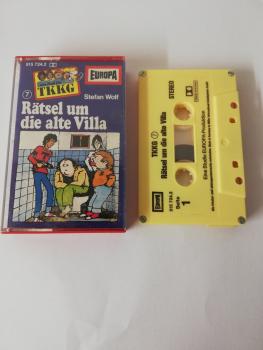 515 724.2
TKKG
EUROPA
7
Stefan Wolf
Rätsel um
die alte Villa
STEREO
TKKG 7
Rätsel um die alte Villa
Eine Studio EUROPA-Produktion
EUROPA
515 724.2
Seite
1